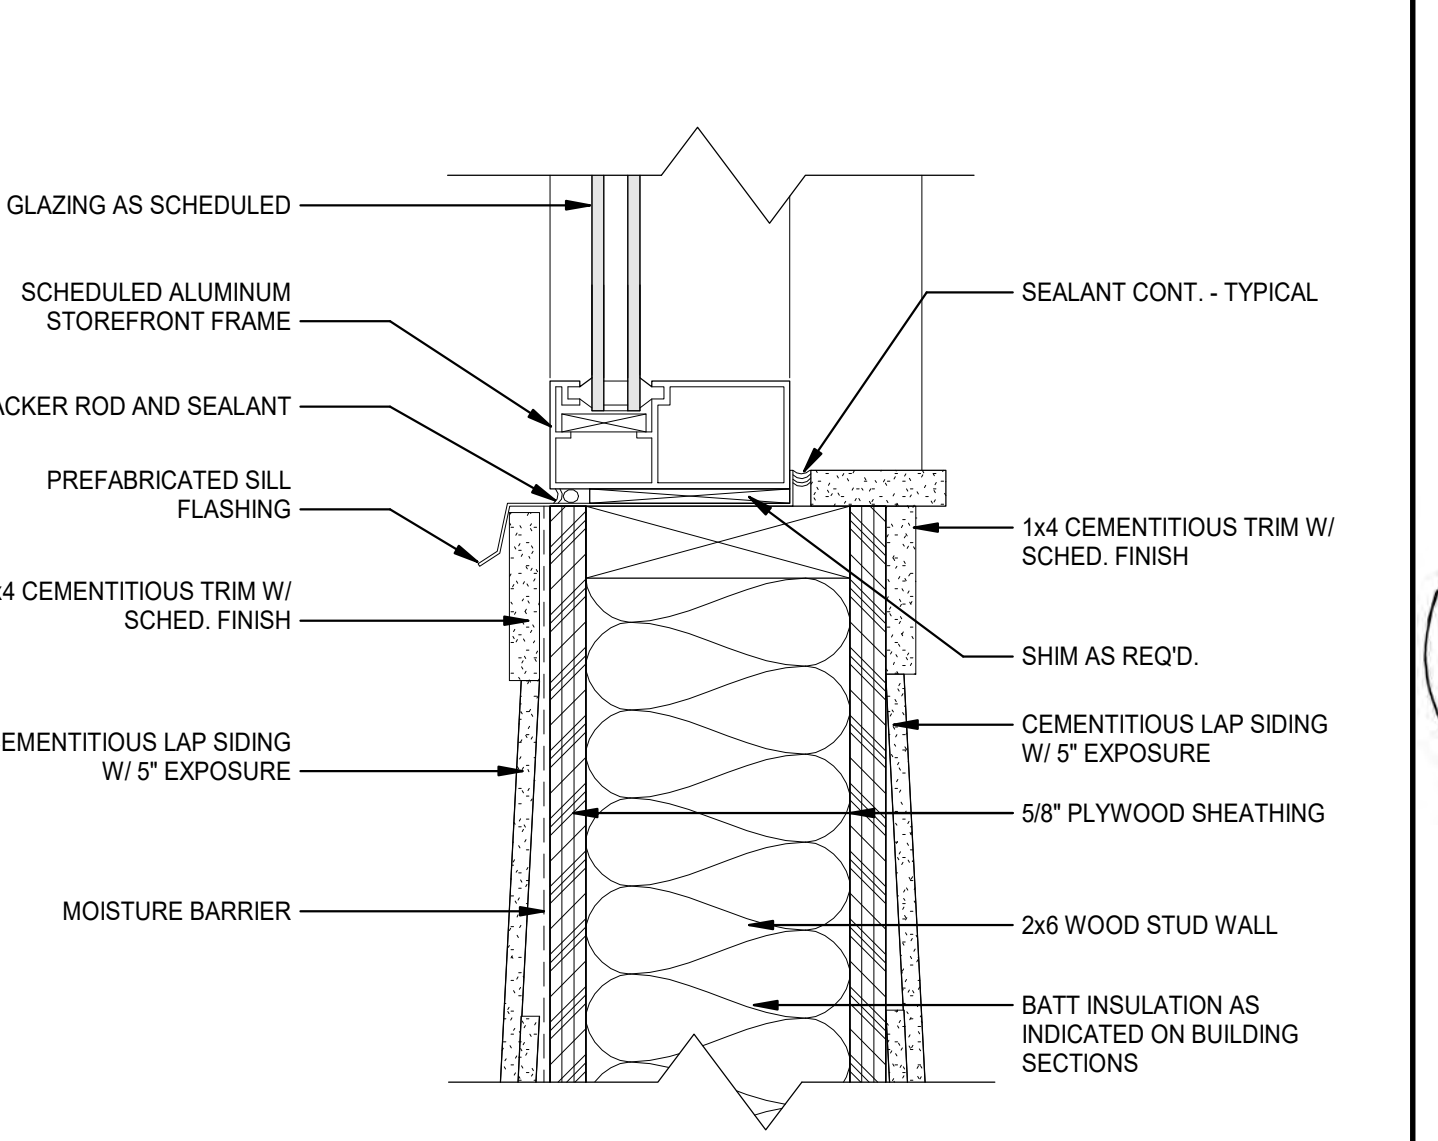 GLAZING AS SCHEDULED
SCHEDULED ALUMINUM
STOREFRONT FRAME
ACKER ROD AND SEALANT
PREFABRICATED SILL
FLASHING
x4 CEMENTITIOUS TRIM W/
SCHED. FINISH
EMENTITIOUS LAP SIDING
W/ 5" EXPOSURE
MOISTURE BARRIER
SEALANT CONT. - TYPICAL
1x4 CEMENTITIOUS TRIM W/
SCHED. FINISH
SHIM AS REQ'D.
CEMENTITIOUS LAP SIDING
W/ 5" EXPOSURE
5/8" PLYWOOD SHEATHING
2x6 WOOD STUD WALL
BATT INSULATION AS
INDICATED ON BUILDING
SECTIONS